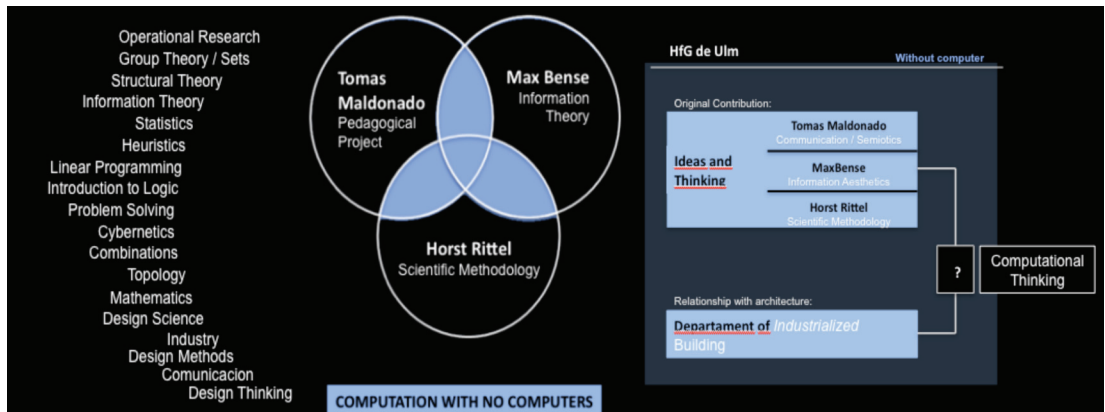 Operational Research
Group Theory / Sets
Structural Theory
Information Theory
Statistics
Heuristics
Linear Programming
Introduction to Logic
Problem Solving
Cybernetics
Combinations
Topology
Mathematics
Design Science
Industry
Design Methods
Comunicacion
Design Thinking
Tomas
Maldonado
Pedagogical
Project
Max Bense
Information
Theory
Horst Rittel
Scientific Methodology
COMPUTATION WITH NO COMPUTERS
HfG de Ulm
Without computer
Original Contribution:
Ideas and
Thinking
Tomas Maldonado
Communication / Semiotics
MaxBense
Information Aesthetics
Horst Rittel
Scientific Methodology
?
Computational
Thinking
Relationship with architecture:
Departament of Industrialized
Building